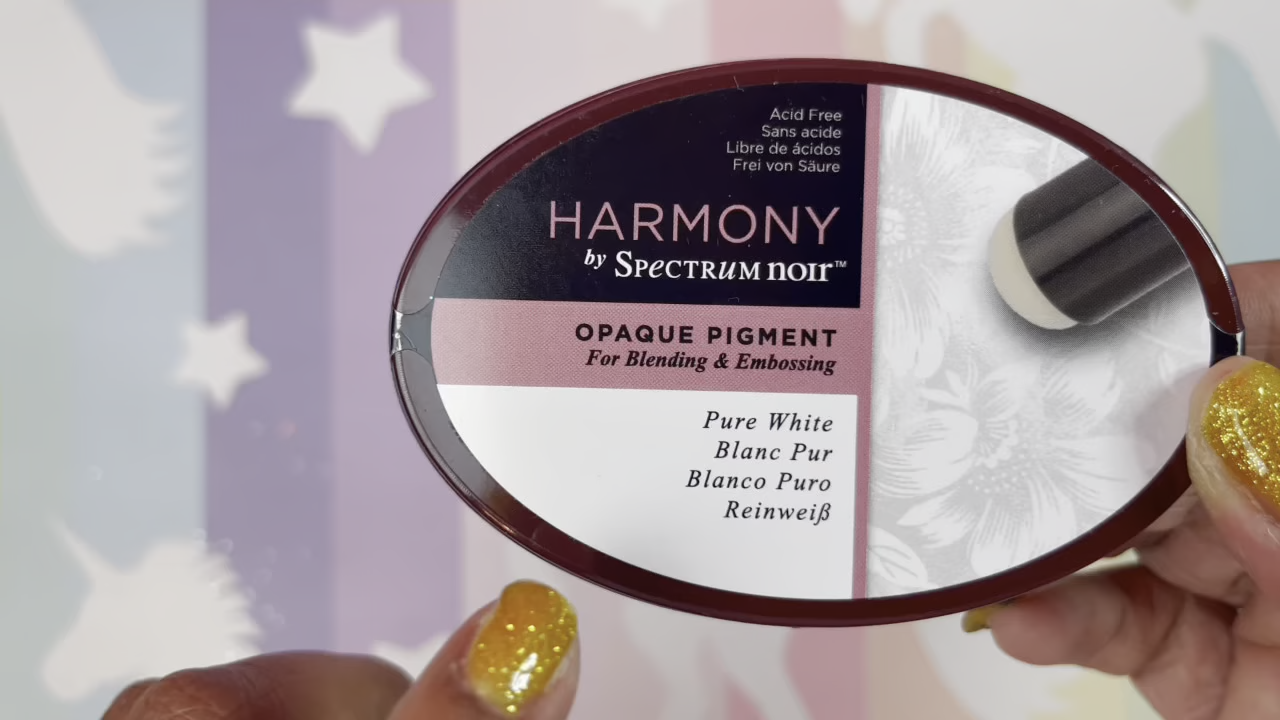 Acid Free
Sans acide
Libre de ácidos
Frei von Säure
HARMONY
by SPECTRUM noir™
OPAQUE PIGMENT
For Blending & Embossing
Pure White
Blanc Pur
Blanco Puro
Reinweiß